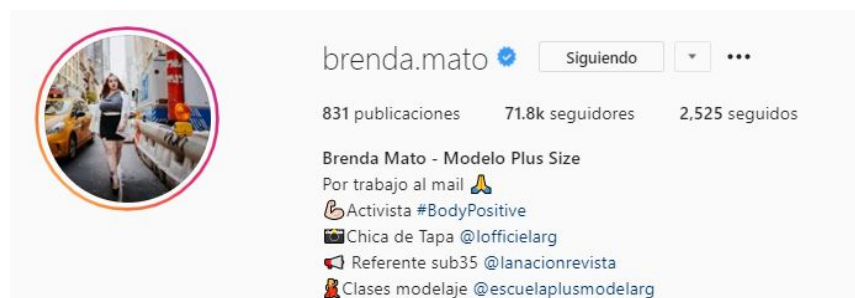 brenda.mato Siguiendo
831 publicaciones 71.8k seguidores 2,525 seguidos
Brenda Mato - Modelo Plus Size
Por trabajo al mail 🙏
💪Activista #BodyPositive
📷Chica de Tapa @lofficielarg
📢 Referente sub35 @lanacionrevista
💃Clases modelaje @escuelaplusmodelarg